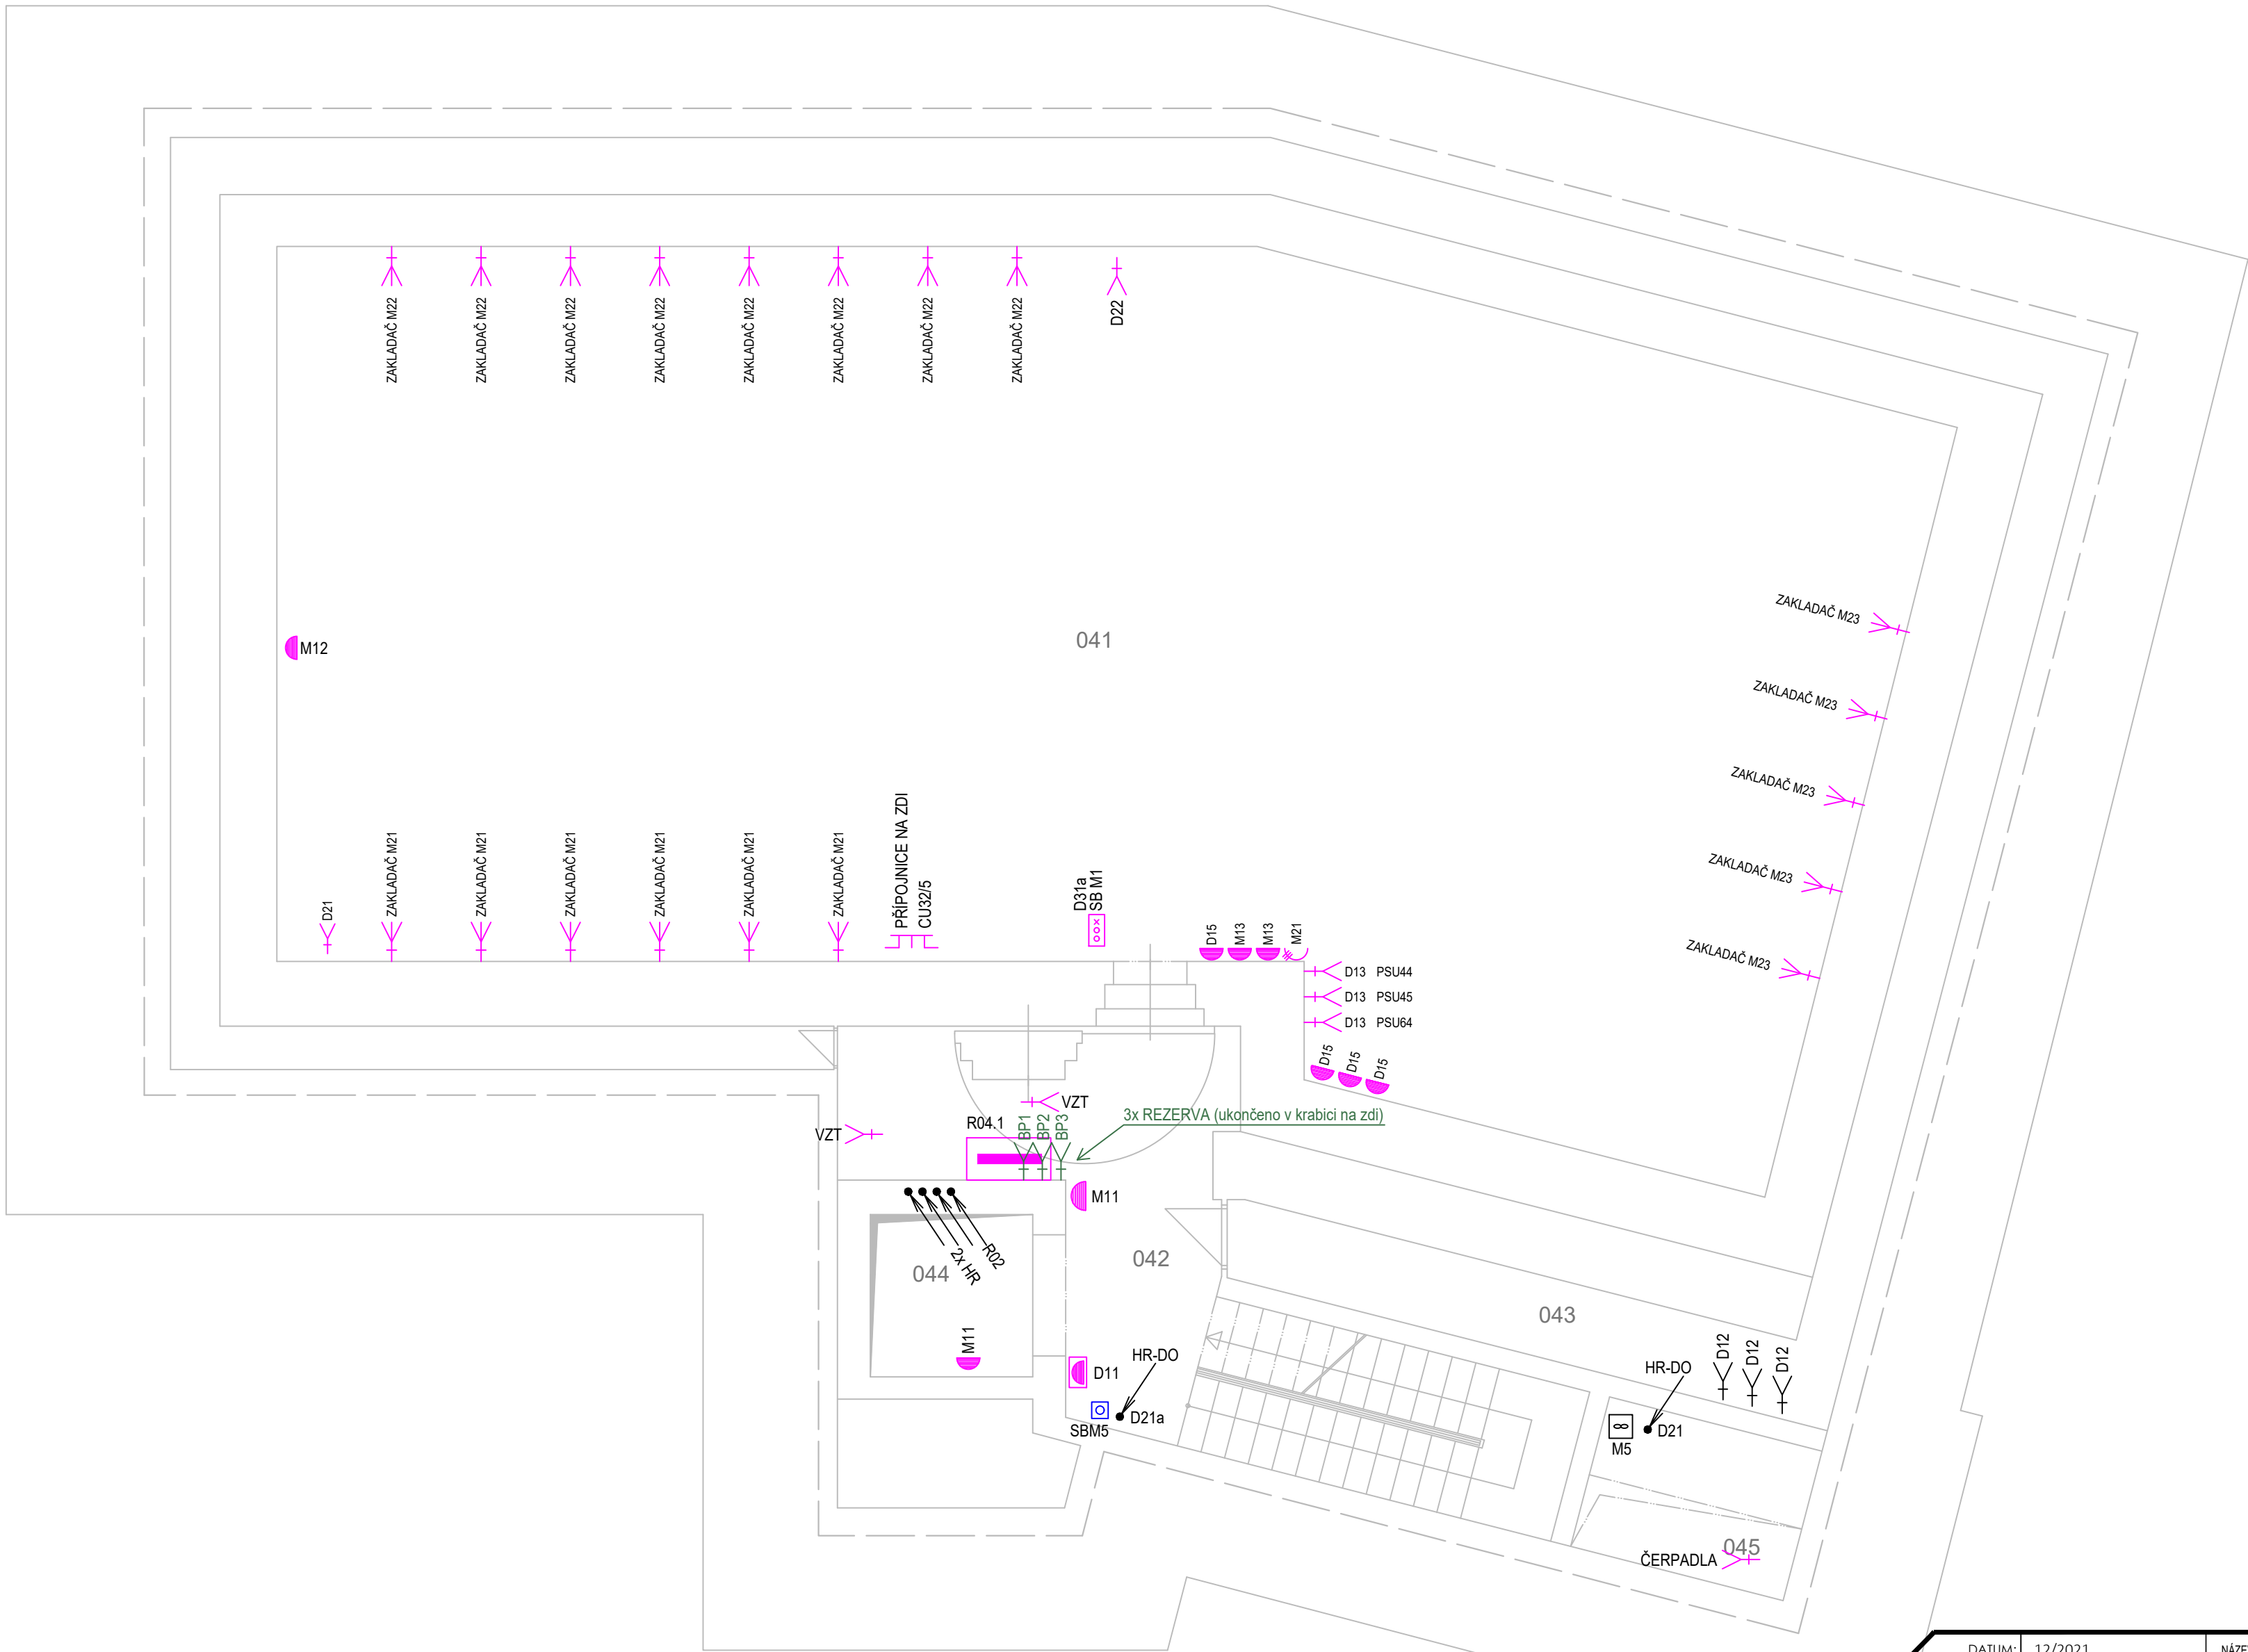 ZAKLADAČ M22
ZAKLADAČ M22
ZAKLADAČ M22
ZAKLADAČ M22
ZAKLADAČ M22
ZAKLADAČ M22
ZAKLADAČ M22
ZAKLADAČ M22
D22
M12
041
ZAKLADAČ M23
ZAKLADAČ M23
ZAKLADAČ M23
ZAKLADAČ M23
ZAKLADAČ M23
D21
ZAKLADAČ M21
ZAKLADAČ M21
ZAKLADAČ M21
ZAKLADAČ M21
ZAKLADAČ M21
ZAKLADAČ M21
PŘÍPOJNICE NA ZDI
CU32/5
D31a
SB M1
D15
M13
M13
M21
D13 PSU44
D13 PSU45
D13 PSU64
D15
D15
D15
VZT
VZT
R04.1
BP1
BP2
BP3
3x REZERVA (ukončeno v krabici na zdi)
M11
R02
2x HR
044
042
043
M11
D11
HR-DO
D21a
SBM5
HR-DO
D12
D12
D12
D21
M5
045
ČERPADLA
DATUM: 12/2021